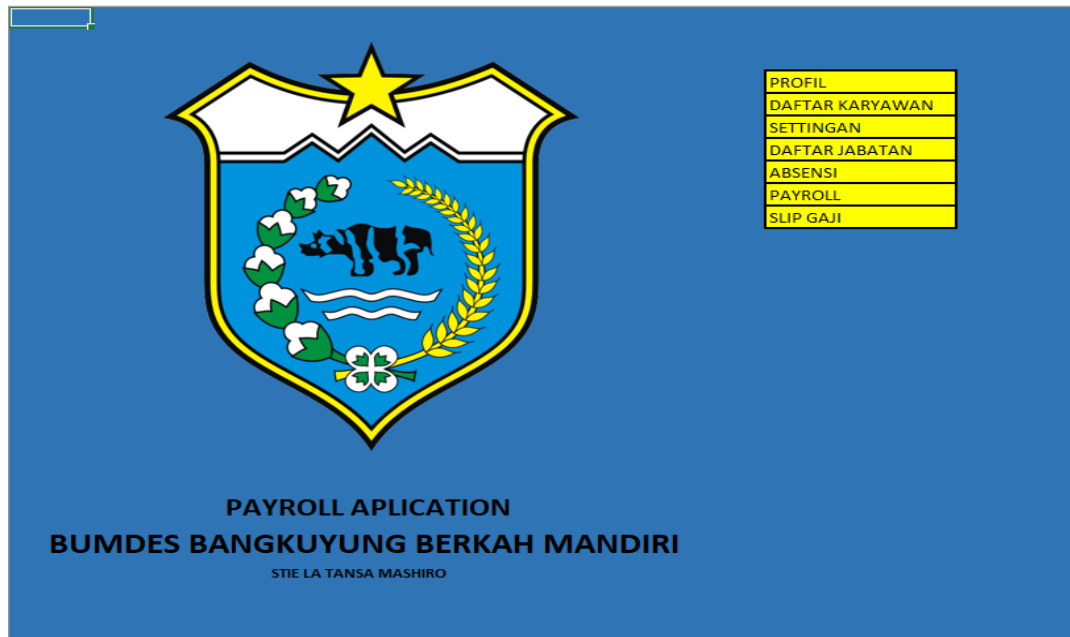 PROFIL
DAFTAR KARYAWAN
SETTINGAN
DAFTAR JABATAN
ABSENSI
PAYROLL
SLIP GAJI
PAYROLL APLICATION
BUMDES BANGKUYUNG BERKAH MANDIRI
STIE LA TANSA MASHIRO